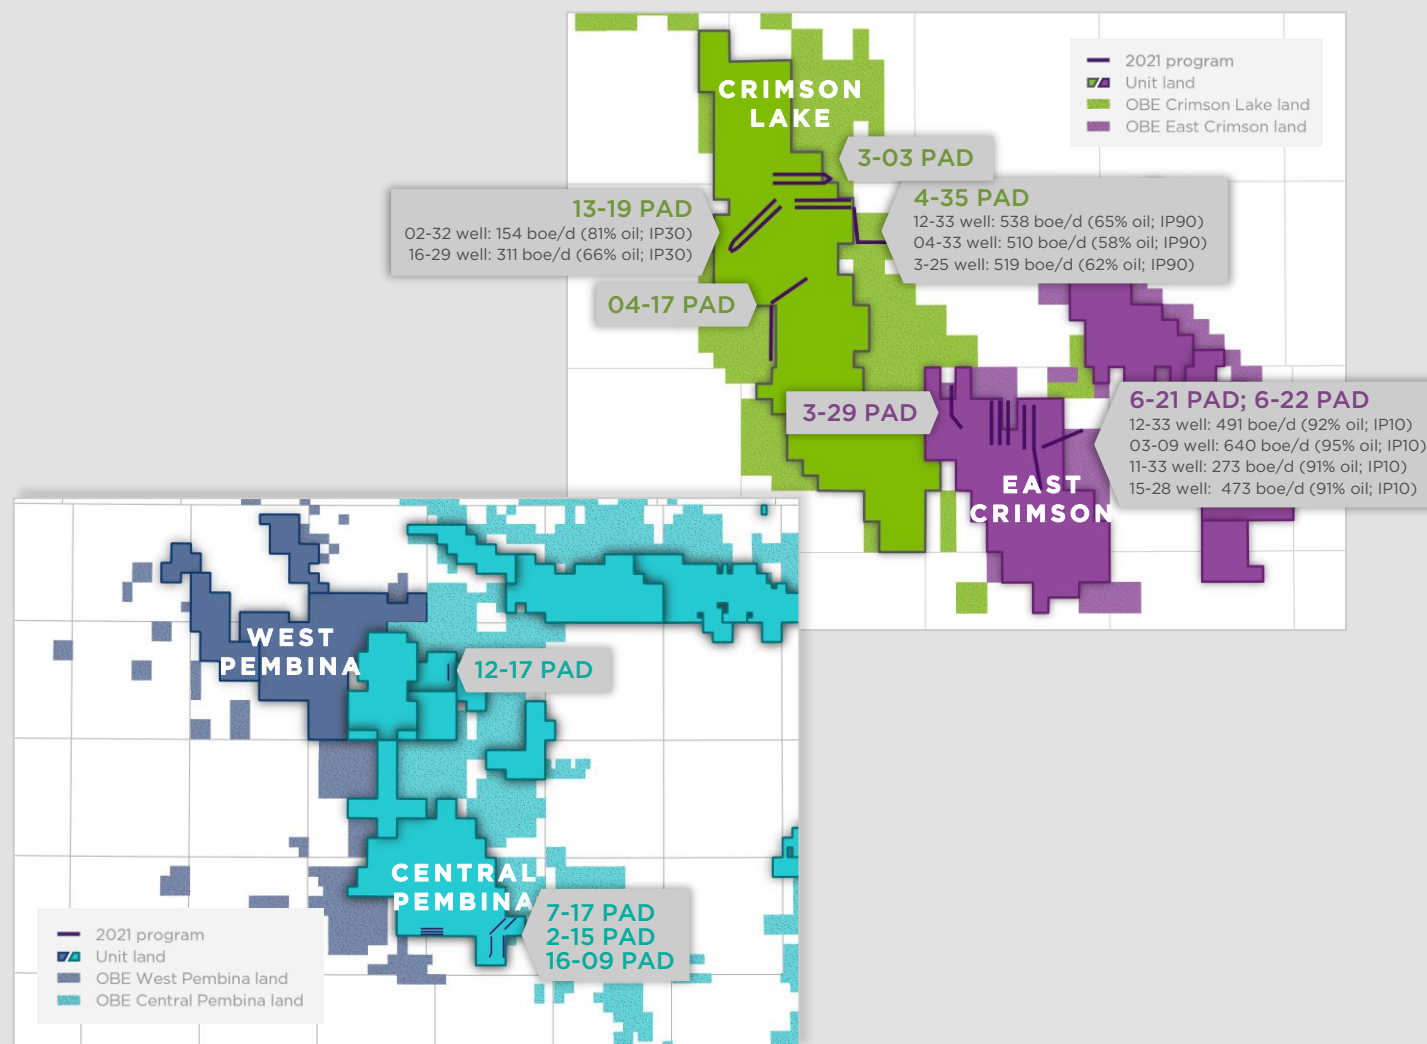 CRIMSON
LAKE
2021 program
Unit land
OBE Crimson Lake land
OBE East Crimson land
3-03 PAD
13-19 PAD
02-32 well: 154 boe/d (81% oil; IP30)
16-29 well: 311 boe/d (66% oil; IP30)
4-35 PAD
12-33 well: 538 boe/d (65% oil; IP90)
04-33 well: 510 boe/d (58% oil; IP90)
3-25 well: 519 boe/d (62% oil; IP90)
04-17 PAD
3-29 PAD
6-21 PAD; 6-22 PAD
12-33 well: 491 boe/d (92% oil; IP10)
03-09 well: 640 boe/d (95% oil; IP10)
11-33 well: 273 boe/d (91% oil; IP10)
15-28 well: 473 boe/d (91% oil; IP10)
EAST
CRIMSON
WEST
PEMBINA
12-17 PAD
CENTRAL
PEMBINA
7-17 PAD
2-15 PAD
16-09 PAD
2021 program
Unit land
OBE West Pembina land
OBE Central Pembina land